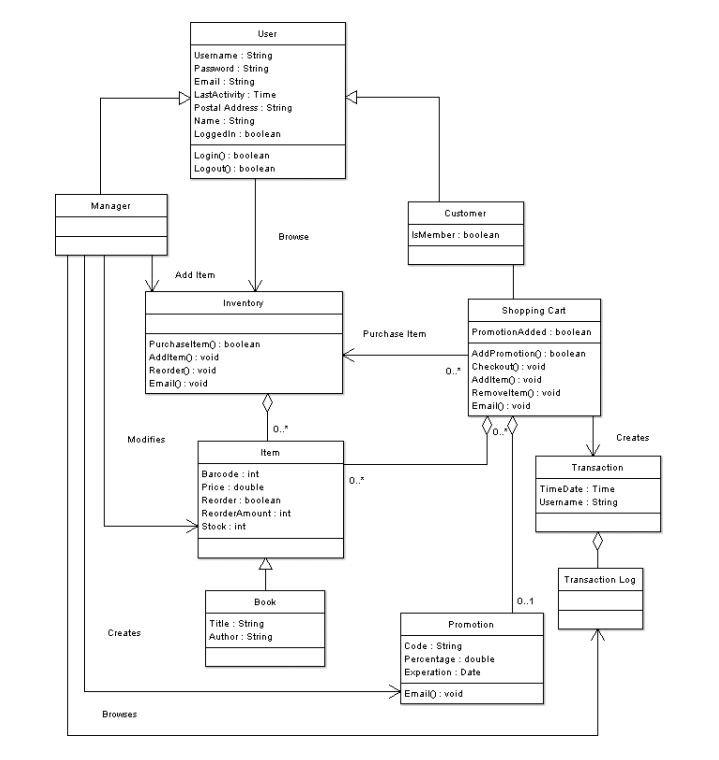 User
Username : String
Password : String
Email : String
LastActivity : Time
Postal Address : String
Name : String
LoggedIn : boolean
Login() : boolean
Logout() : boolean
Manager
Customer
IsMember : boolean
Browse
Add Item
Inventory
PurchaseItem() : boolean
AddItem() : void
Reorder() : void
Email() : void
Purchase Item
0..*
Shopping Cart
PromotionAdded : boolean
AddPromotion() : boolean
Checkout() : void
AddItem() : void
RemoveItem() : void
Email() : void
0..*
0..*
Creates
Modifies
Item
Barcode : int
Price : double
Reorder : boolean
ReorderAmount : int
Stock : int
0..*
Transaction
TimeDate : Time
Username : String
Transaction Log
Book
Title : String
Author : String
0..1
Creates
Promotion
Code : String
Percentage : double
Experation : Date
Email() : void
Browses